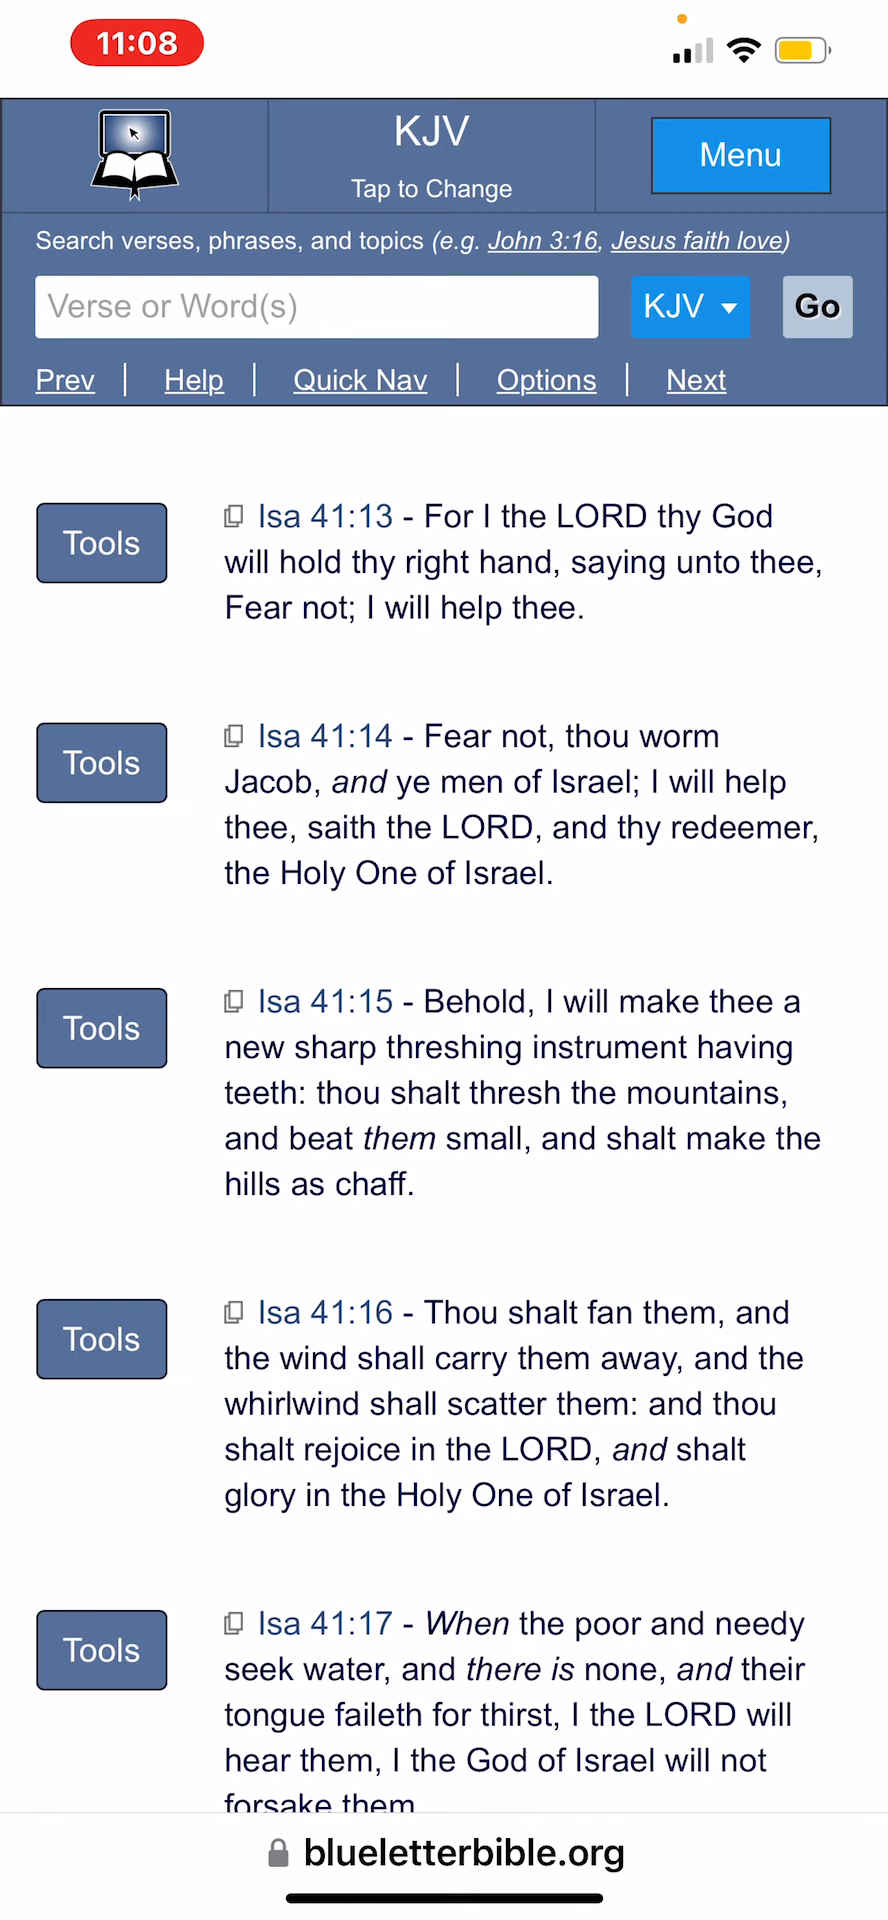 11:08
KJV
Tap to Change
Menu
Search verses, phrases, and topics (e.g. John 3:16, Jesus faith love)
Verse or Word(s)
KJV
Go
Prev | Help | Quick Nav | Options | Next
Tools
Isa 41:13 - For I the LORD thy God
will hold thy right hand, saying unto thee,
Fear not; I will help thee.
Tools
Isa 41:14 - Fear not, thou worm
Jacob, and ye men of Israel; I will help
thee, saith the LORD, and thy redeemer,
the Holy One of Israel.
Tools
Isa 41:15 - Behold, I will make thee a
new sharp threshing instrument having
teeth: thou shalt thresh the mountains,
and beat them small, and shalt make the
hills as chaff.
Tools
Isa 41:16 - Thou shalt fan them, and
the wind shall carry them away, and the
whirlwind shall scatter them: and thou
shalt rejoice in the LORD, and shalt
glory in the Holy One of Israel.
Tools
Isa 41:17 - When the poor and needy
seek water, and there is none, and their
tongue faileth for thirst, I the LORD will
hear them, I the God of Israel will not
forsake them
blueletterbible.org